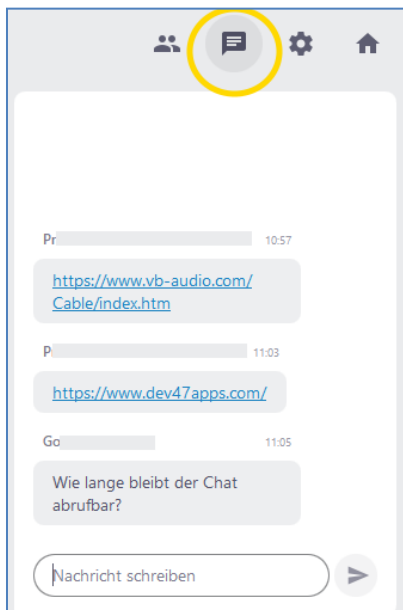 Pr
10:57
https://www.vb-audio.com/
Cable/index.htm
P
11:03
https://www.dev47apps.com/
Go
11:05
Wie lange bleibt der Chat
abrufbar?
Nachricht schreiben